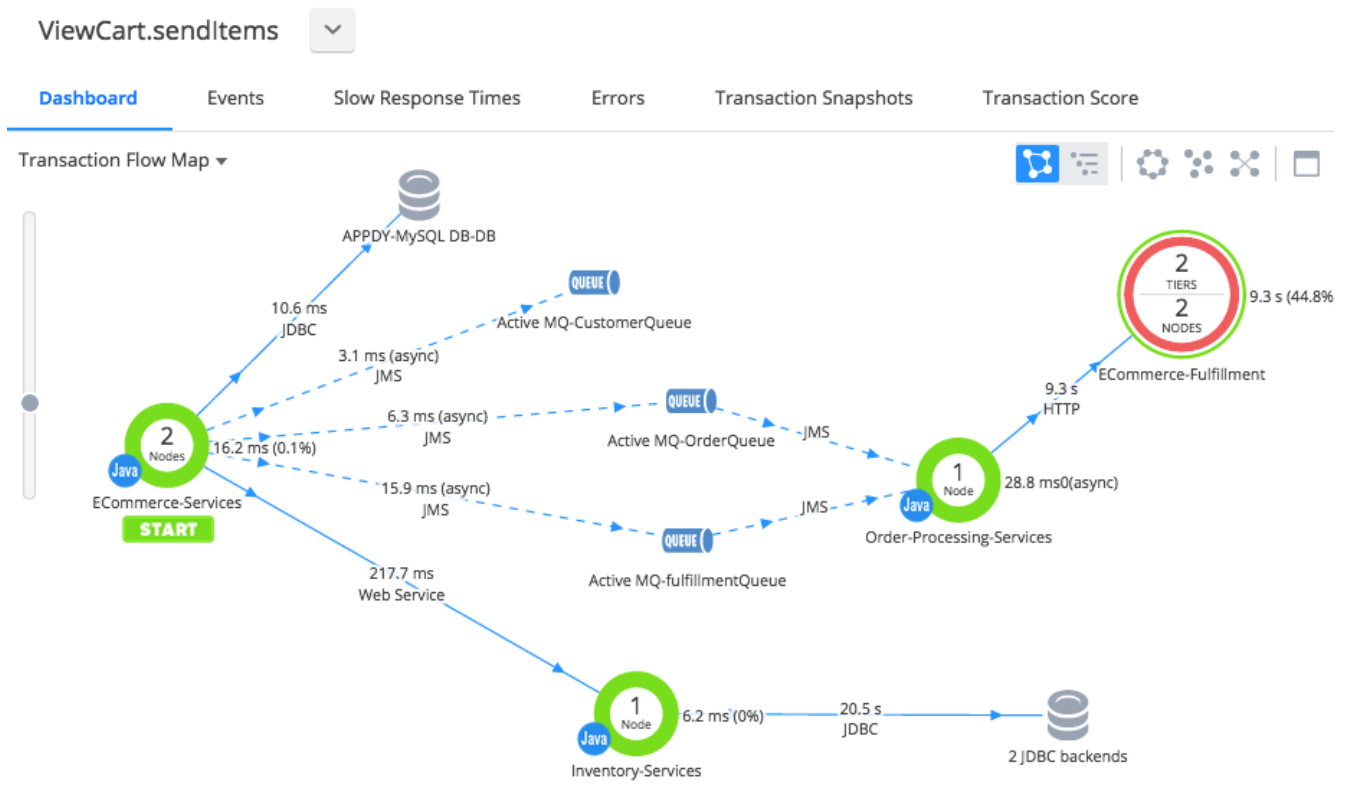 ViewCart.sendItems
Dashboard Events Slow Response Times Errors Transaction Snapshots Transaction Score
Transaction Flow Map
APPDY-MySQL DB-DB
10.6 ms
JDBC
QUEUE
Active MQ-CustomerQueue
3.1 ms (async)
JMS
2
TIERS
2
NODES
9.3 s (44.8%
ECommerce-Fulfillment
9.3 s
HTTP
QUEUE
6.3 ms (async)
JMS
Active MQ-OrderQueue
JMS
2
Nodes
Java
16.2 ms (0.1%)
ECommerce-Services
START
15.9 ms (async)
JMS
QUEUE
Active MQ-fulfillmentQueue
JMS
1
Node
Java
28.8 ms0(async)
Order-Processing-Services
217.7 ms
Web Service
1
Node
Java
6.2 ms (0%)
Inventory-Services
20.5 s
JDBC
2 JDBC backends